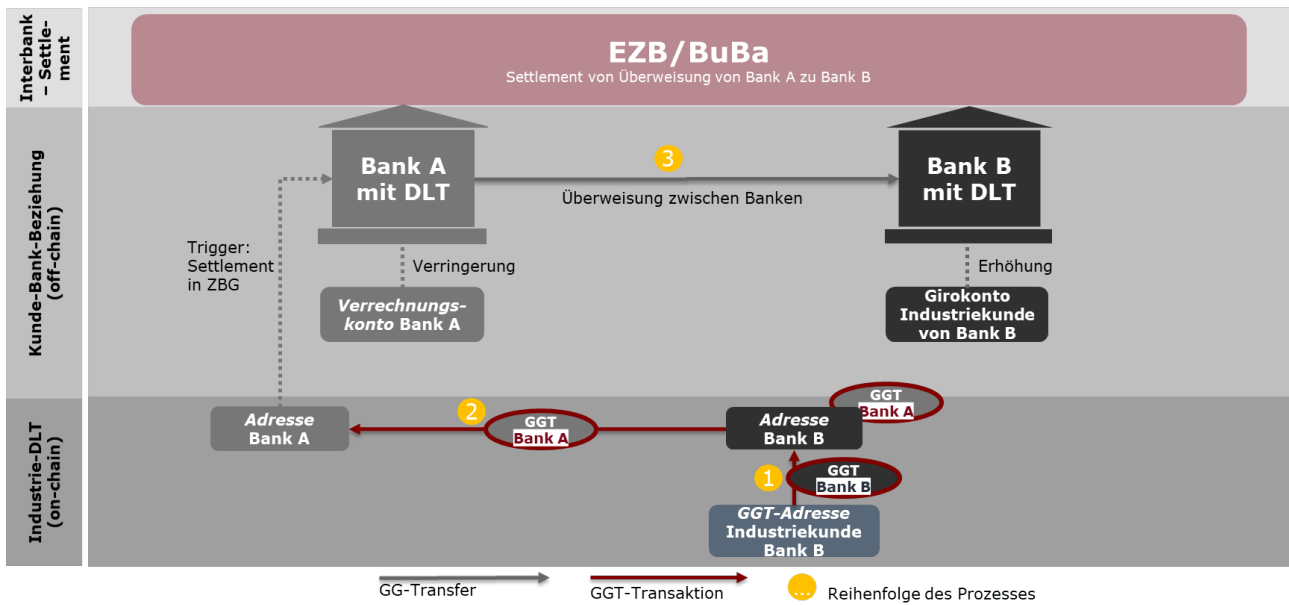 Interbank
– Settle-
ment
EZB/BuBa
Settlement von Überweisung von Bank A zu Bank B
Kunde-Bank-Beziehung
(off-chain)
Bank A
mit DLT
3
Überweisung zwischen Banken
Bank B
mit DLT
Trigger:
Settlement
in ZBG
Verringerung
Erhöhung
Verrechnungs-
konto Bank A
Girokonto
Industriekunde
von Bank B
Industrie-DLT
(on-chain)
Adresse
Bank A
2
GGT
Bank A
Adresse
Bank B
GGT
Bank A
1
GGT
Bank B
GGT-Adresse
Industriekunde
Bank B
GG-Transfer
GGT-Transaktion
...
Reihenfolge des Prozesses